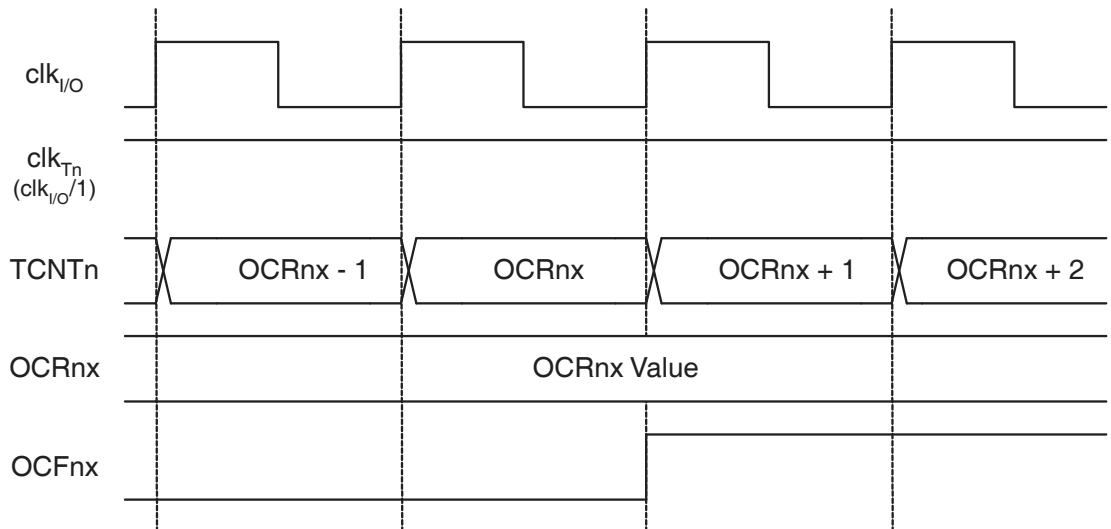 clkI/O
clkTn
(clkI/O/1)
TCNTn
OCRnx - 1
OCRnx
OCRnx + 1
OCRnx + 2
OCRnx
OCRnx Value
OCFnx